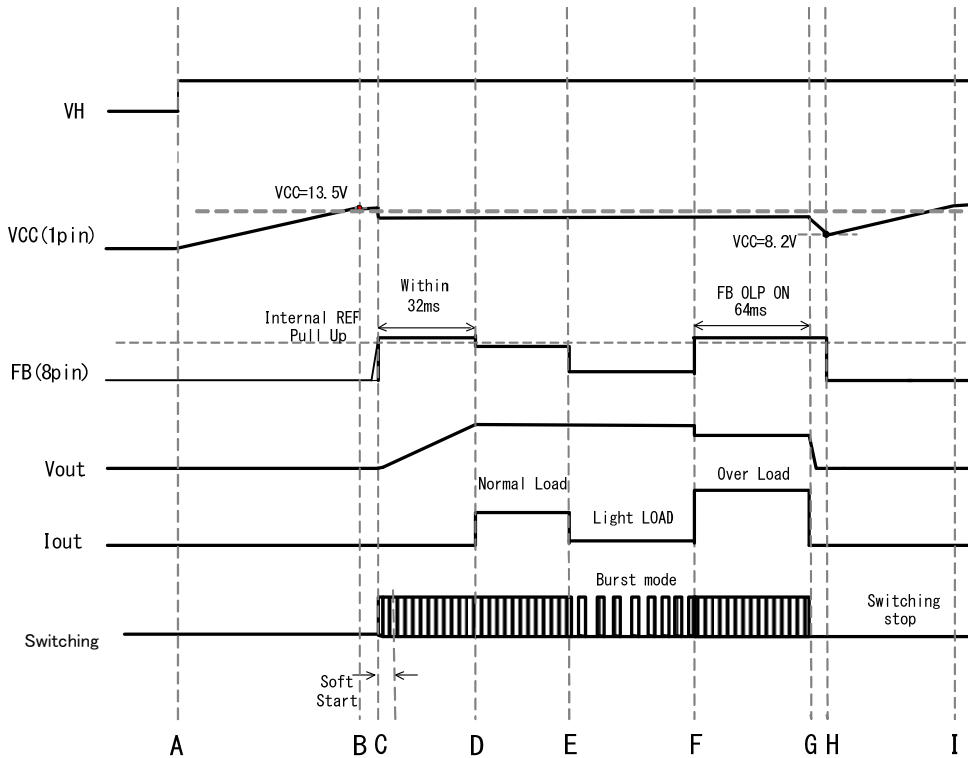 VH
VCC=13.5V
VCC(1pin)
VCC=8.2V
Within
32ms
FB OLP ON
64ms
Internal REF
Pull Up
FB(8pin)
Vout
Normal Load
Over Load
Light LOAD
Iout
Burst mode
Switching
stop
Switching
Soft
Start
A B C D E F G H I